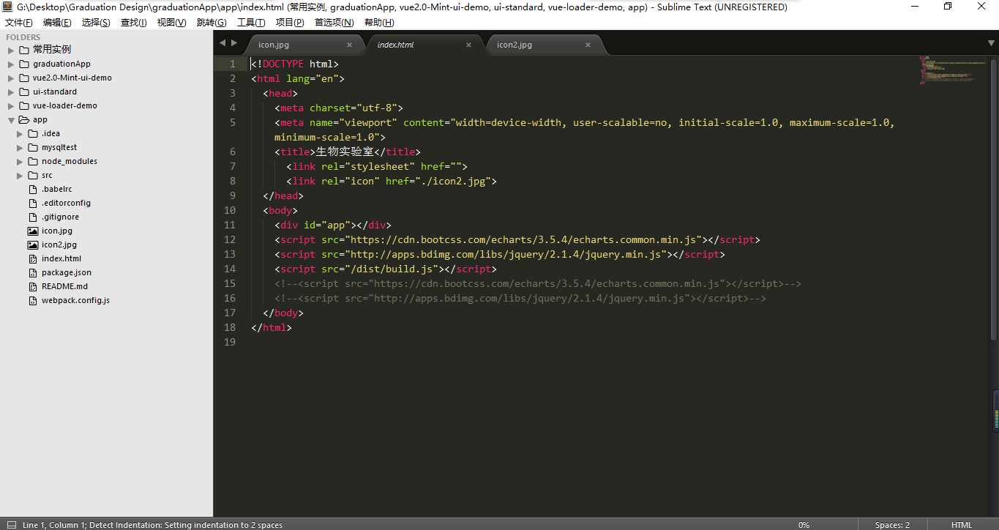 G:\Desktop\Graduation Design\graduationApp\app\index.html (常用实例, graduationApp, vue2.0-Mint-ui-demo, ui-standard, vue-loader-demo, app) - Sublime Text (UNREGISTERED)
文件(F) 编辑(E) 选择(S) 查找(I) 视图(V) 跳转(G) 工具(T) 项目(P) 首选项(N) 帮助(H)
FOLDERS
常用实例
graduationApp
vue2.0-Mint-ui-demo
ui-standard
vue-loader-demo
app
.idea
mysqltest
node_modules
src
.babelrc
.editorconfig
.gitignore
icon.jpg
icon2.jpg
index.html
package.json
README.md
webpack.config.js
icon.jpg × index.html × icon2.jpg ×
1 <!DOCTYPE html>
2 <html lang="en">
3 <head>
4 <meta charset="utf-8">
5 <meta name="viewport" content="width=device-width, user-scalable=no, initial-scale=1.0, maximum-scale=1.0,
minimum-scale=1.0">
6 <title>生物实验室</title>
7 <link rel="stylesheet" href="">
8 <link rel="icon" href="./icon2.jpg">
9 </head>
10 <body>
11 <div id="app"></div>
12 <script src="https://cdn.bootcss.com/echarts/3.5.4/echarts.common.min.js"></script>
13 <script src="http://apps.bdimg.com/libs/jquery/2.1.4/jquery.min.js"></script>
14 <script src="/dist/build.js"></script>
15 <!--<script src="https://cdn.bootcss.com/echarts/3.5.4/echarts.common.min.js"></script>-->
16 <!--<script src="http://apps.bdimg.com/libs/jquery/2.1.4/jquery.min.js"></script>-->
17 </body>
18 </html>
19
Line 1, Column 1; Detect Indentation: Setting indentation to 2 spaces 0% Spaces: 2 HTML